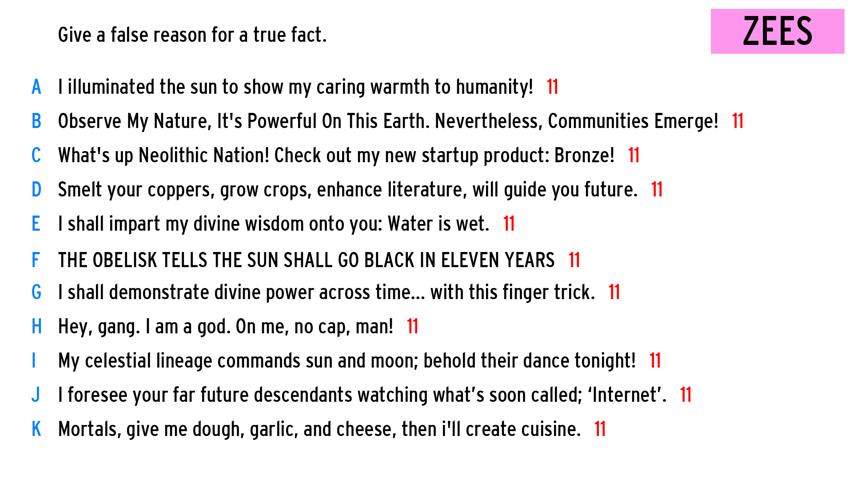 Give a false reason for a true fact.
ZEES
A I illuminated the sun to show my caring warmth to humanity! 11
B Observe My Nature, It's Powerful On This Earth. Nevertheless, Communities Emerge! 11
C What's up Neolithic Nation! Check out my new startup product: Bronze! 11
D Smelt your coppers, grow crops, enhance literature, will guide you future. 11
E I shall impart my divine wisdom onto you: Water is wet. 11
F THE OBELISK TELLS THE SUN SHALL GO BLACK IN ELEVEN YEARS 11
G I shall demonstrate divine power across time... with this finger trick. 11
H Hey, gang. I am a god. On me, no cap, man! 11
I My celestial lineage commands sun and moon; behold their dance tonight! 11
J I foresee your far future descendants watching what’s soon called; ‘Internet’. 11
K Mortals, give me dough, garlic, and cheese, then i'll create cuisine. 11